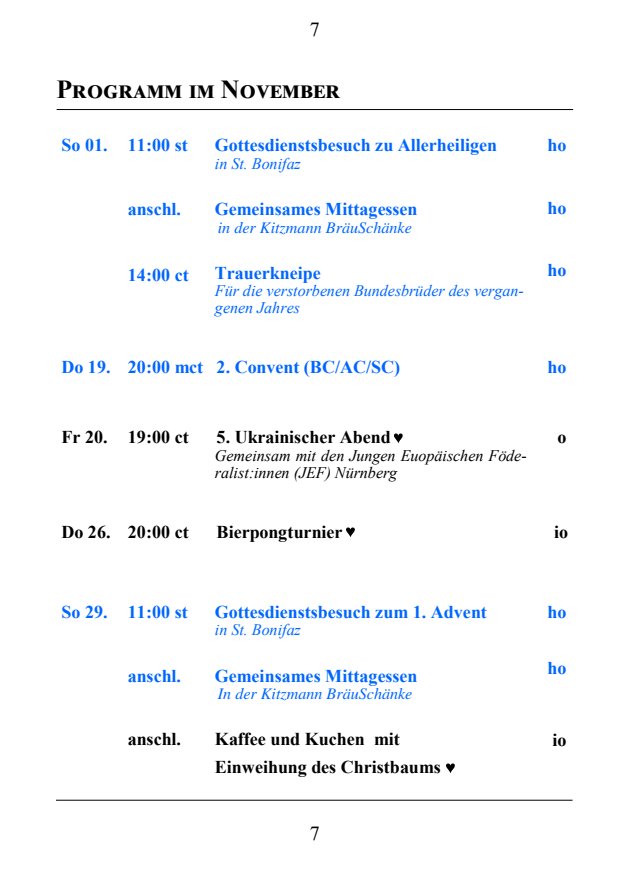 7
PROGRAMM IM NOVEMBER
So 01. 11:00 st Gottesdienstsbesuch zu Allerheiligen ho
in St. Bonifaz
anschl. Gemeinsames Mittagessen ho
in der Kitzmann BräuSchänke
14:00 ct Trauerkneipe ho
Für die verstorbenen Bundesbrüder des vergan-
genen Jahres
Do 19. 20:00 mct 2. Convent (BC/AC/SC) ho
Fr 20. 19:00 ct 5. Ukrainischer Abend ♥ o
Gemeinsam mit den Jungen Euopäischen Föde-
ralist:innen (JEF) Nürnberg
Do 26. 20:00 ct Bierpongturnier ♥ io
So 29. 11:00 st Gottesdienstsbesuch zum 1. Advent ho
in St. Bonifaz
anschl. Gemeinsames Mittagessen ho
In der Kitzmann BräuSchänke
anschl. Kaffee und Kuchen mit io
Einweihung des Christbaums ♥
7